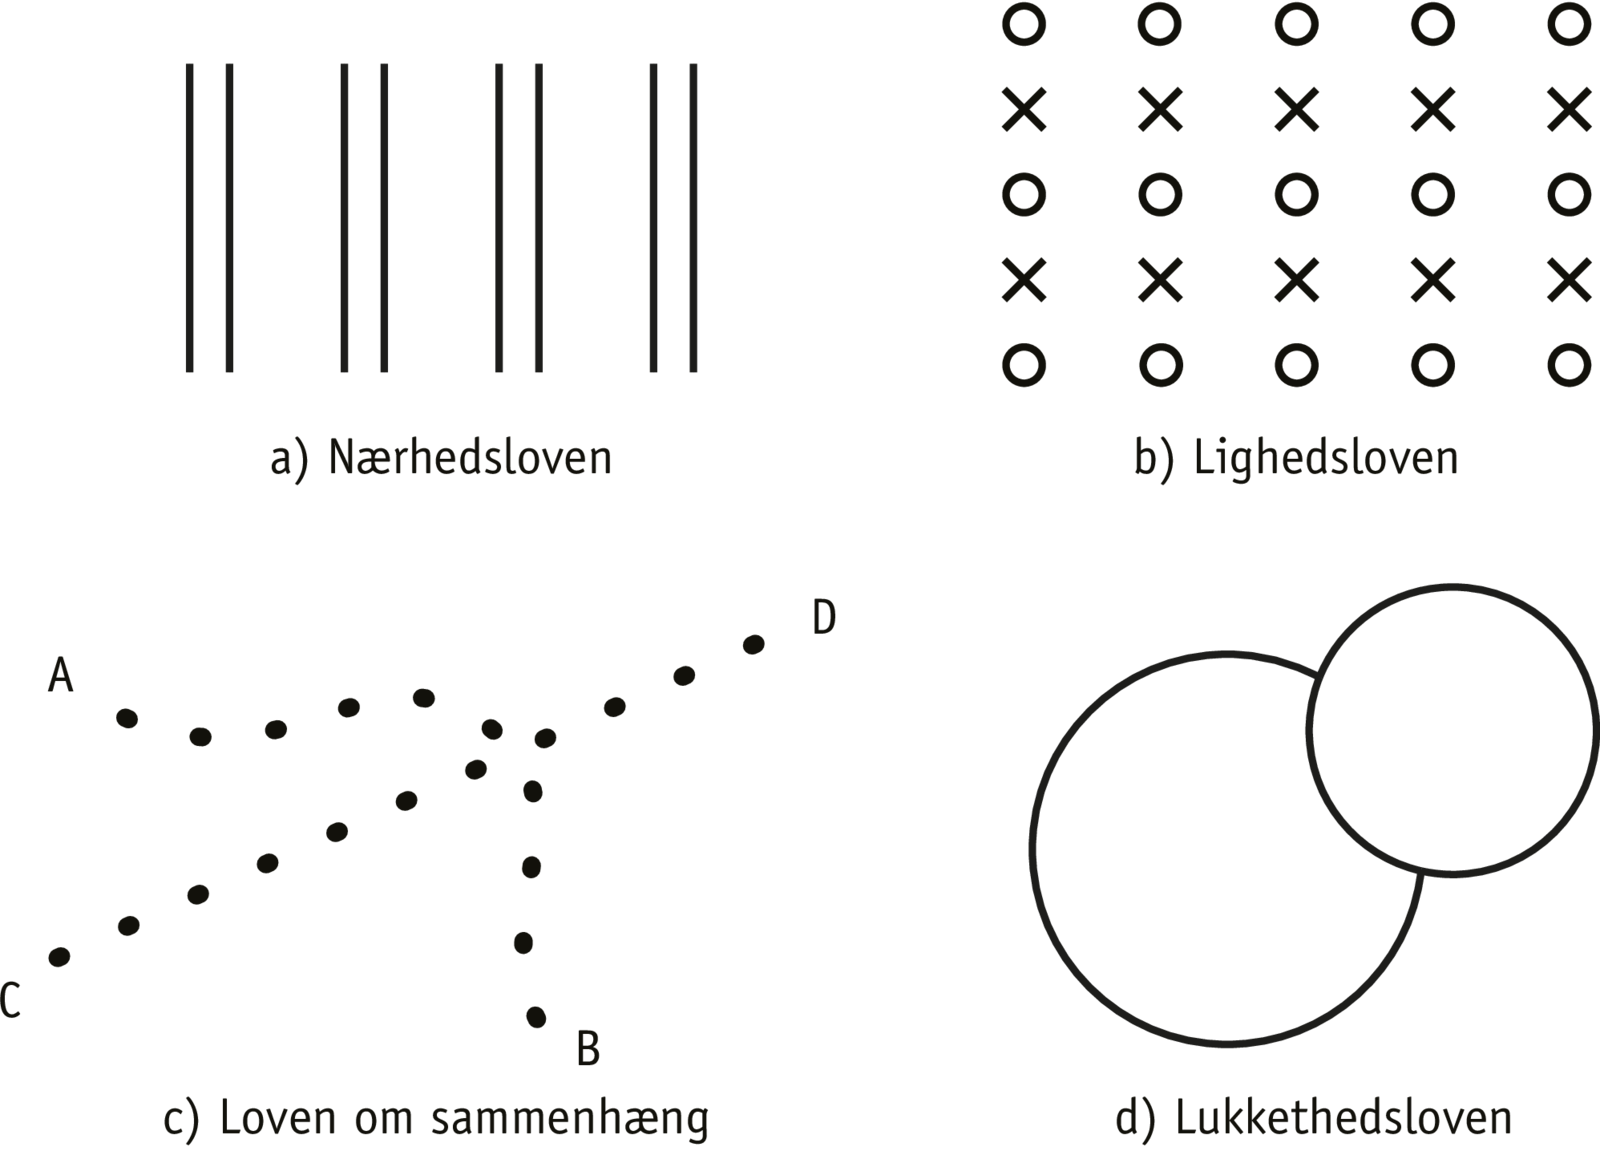 a) Nærhedsloven
b) Lighedsloven
A
D
C
B
c) Loven om sammenhæng
d) Lukkethedsloven